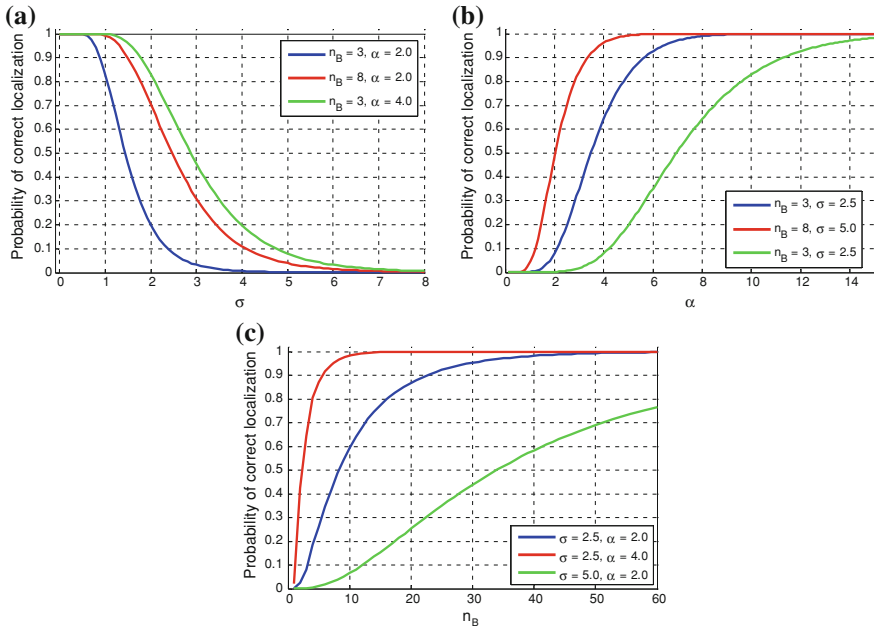 (a)
Probability of correct localization
1
0.9
0.8
0.7
0.6
0.5
0.4
0.3
0.2
0.1
0
0 1 2 3 4 5 6 7 8
σ
n_B = 3, α = 2.0
n_B = 8, α = 2.0
n_B = 3, α = 4.0
(b)
Probability of correct localization
1
0.9
0.8
0.7
0.6
0.5
0.4
0.3
0.2
0.1
0
0 2 4 6 8 10 12 14
α
n_B = 3, σ = 2.5
n_B = 8, σ = 5.0
n_B = 3, σ = 2.5
(c)
Probability of correct localization
1
0.9
0.8
0.7
0.6
0.5
0.4
0.3
0.2
0.1
0
0 10 20 30 40 50 60
n_B
σ = 2.5, α = 2.0
σ = 2.5, α = 4.0
σ = 5.0, α = 2.0